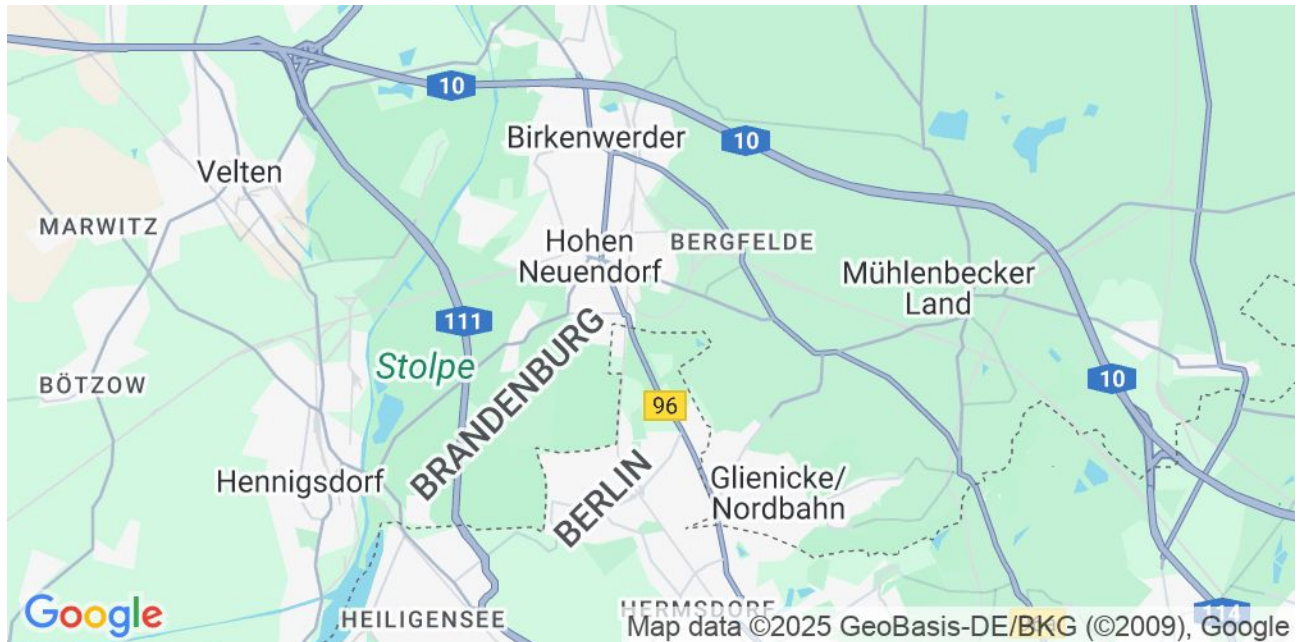 10
10
Birkenwerder
Velten
MARWITZ
Hohen
Neuendorf
BERGFELDE
Mühlenbecker
Land
111
Stolpe
BRANDENBURG
BÖTZOW
10
96
Hennigsdorf
BERLIN
Glienicke/
Nordbahn
Google
HEILIGENSEE
HERMSDORF
114
Map data ©2025 GeoBasis-DE/BKG (©2009), Google